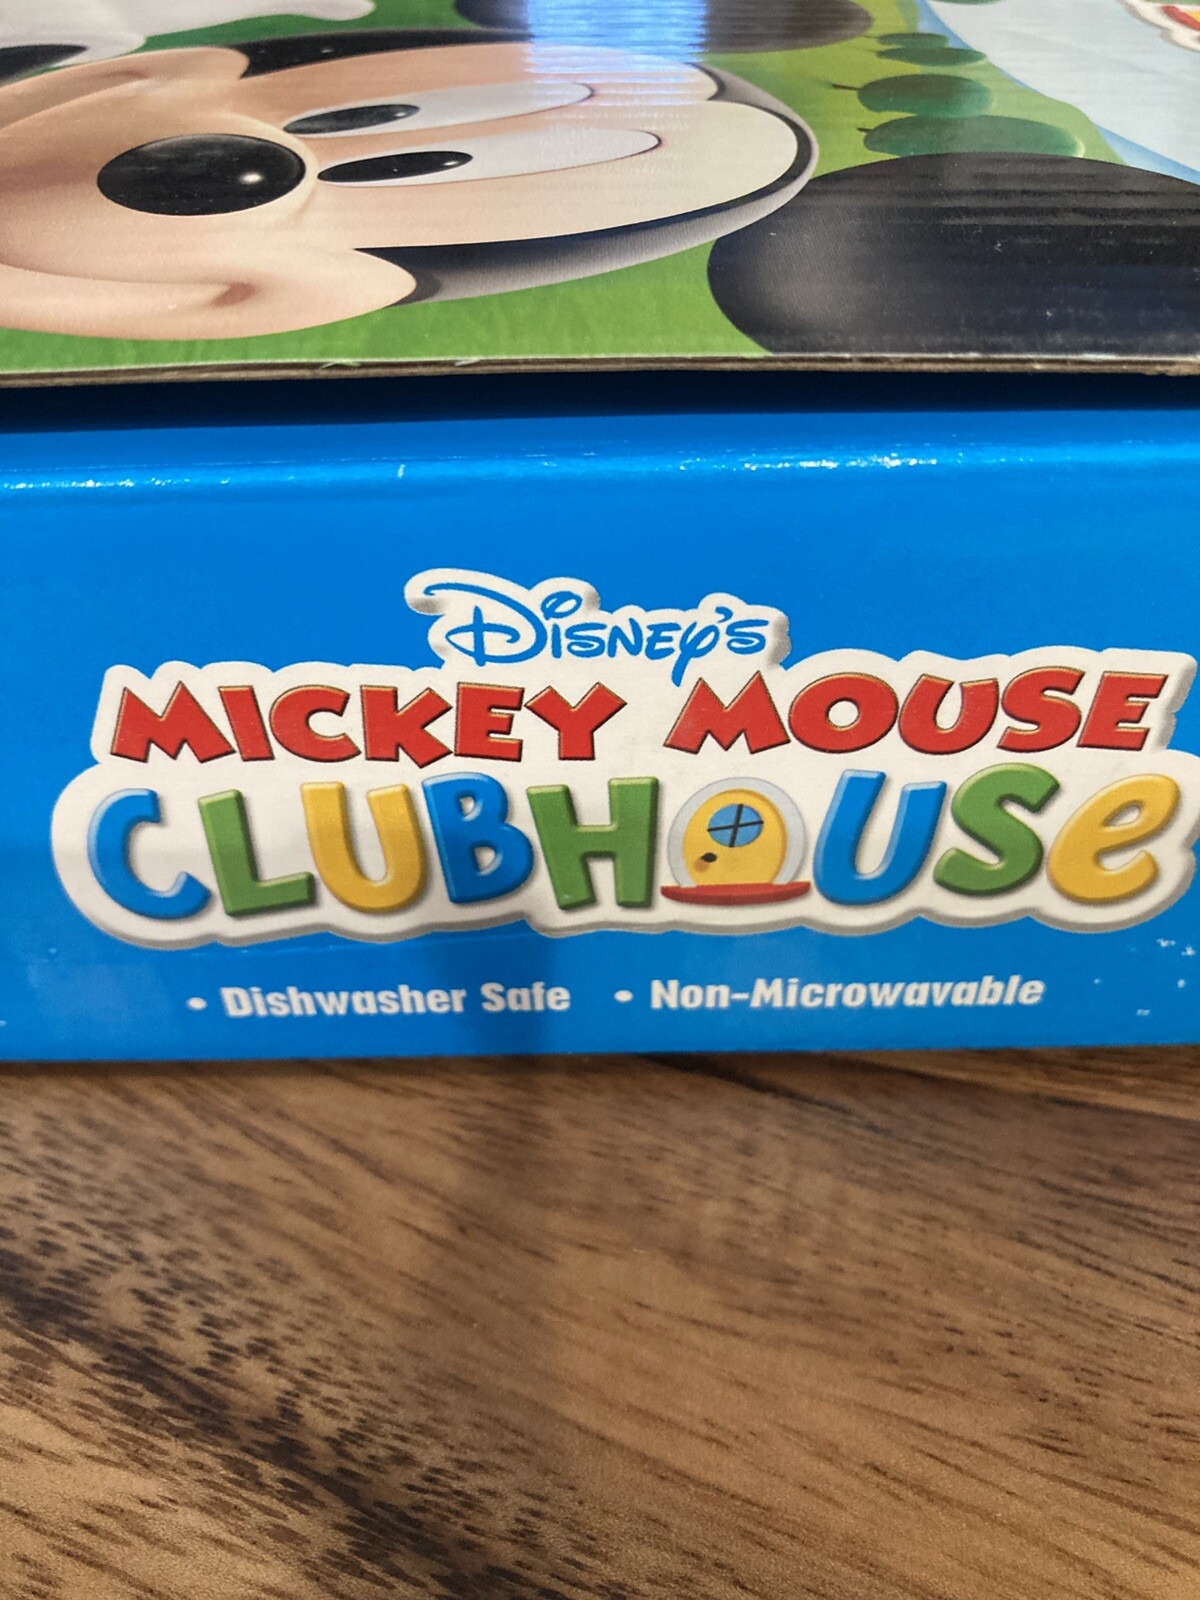 Disney's
MICKEY MOUSE
CLUBHOUSe
• Dishwasher Safe • Non-Microwavable